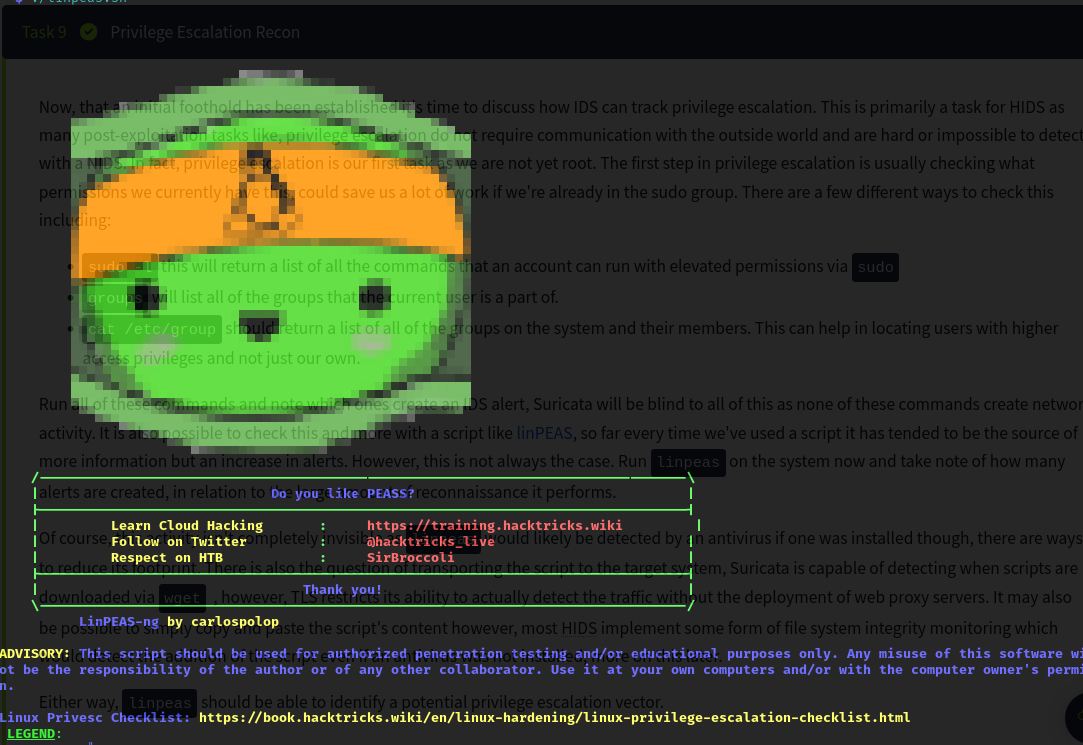 $ ./linpeas.sh
Task 9 Privilege Escalation Recon
Now, that an initial foothold has been established it's time to discuss how IDS can track privilege escalation. This is primarily a task for HIDS as
many post-exploitation tasks like, privilege escalation do not require communication with the outside world and are hard or impossible to detect
with a NIDS. In fact, privilege escalation is our first task as we are not yet root. The first step in privilege escalation is usually checking what
permissions we currently have this, could save us a lot of work if we're already in the sudo group. There are a few different ways to check this
including:
sudo this will return a list of all the commands that an account can run with elevated permissions via sudo
groups will list all of the groups that the current user is a part of.
cat /etc/group should return a list of all of the groups on the system and their members. This can help in locating users with higher
access privileges and not just our own.
Run all of these commands and note which ones create an IDS alert, Suricata will be blind to all of this as none of these commands create networ
activity. It is also possible to check this and more with a script like linPEAS, so far every time we've used a script it has tended to be the source of
more information but an increase in alerts. However, this is not always the case. Run linpeas on the system now and take note of how many
alerts are created, in relation to the large reconnaissance it performs.
Do you like PEASS?
Learn Cloud Hacking : https://training.hacktricks.wiki
Follow on Twitter : @hacktricks_live
Respect on HTB : SirBroccoli
Thank you!
Of course, completely invisible would likely be detected by an antivirus if one was installed though, there are ways
to reduce its footprint. There is also the question of transporting the script to the target system, Suricata is capable of detecting when scripts are
downloaded via wget , however, TLS restricts its ability to actually detect the traffic without the deployment of web proxy servers. It may also
be possible to simply copy and paste the script's content however, most HIDS implement some form of file system integrity monitoring which
would detect the addition of the script even if an antivirus later.
LinPEAS-ng by carlospolop
ADVISORY: This script should be used for authorized penetration testing and/or educational purposes only. Any misuse of this software wi
ot be the responsibility of the author or of any other collaborator. Use it at your own computers and/or with the computer owner's permi
n.
Either way, linpeas should be able to identify a potential privilege escalation vector.
Linux Privesc Checklist: https://book.hacktricks.wiki/en/linux-hardening/linux-privilege-escalation-checklist.html
LEGEND: